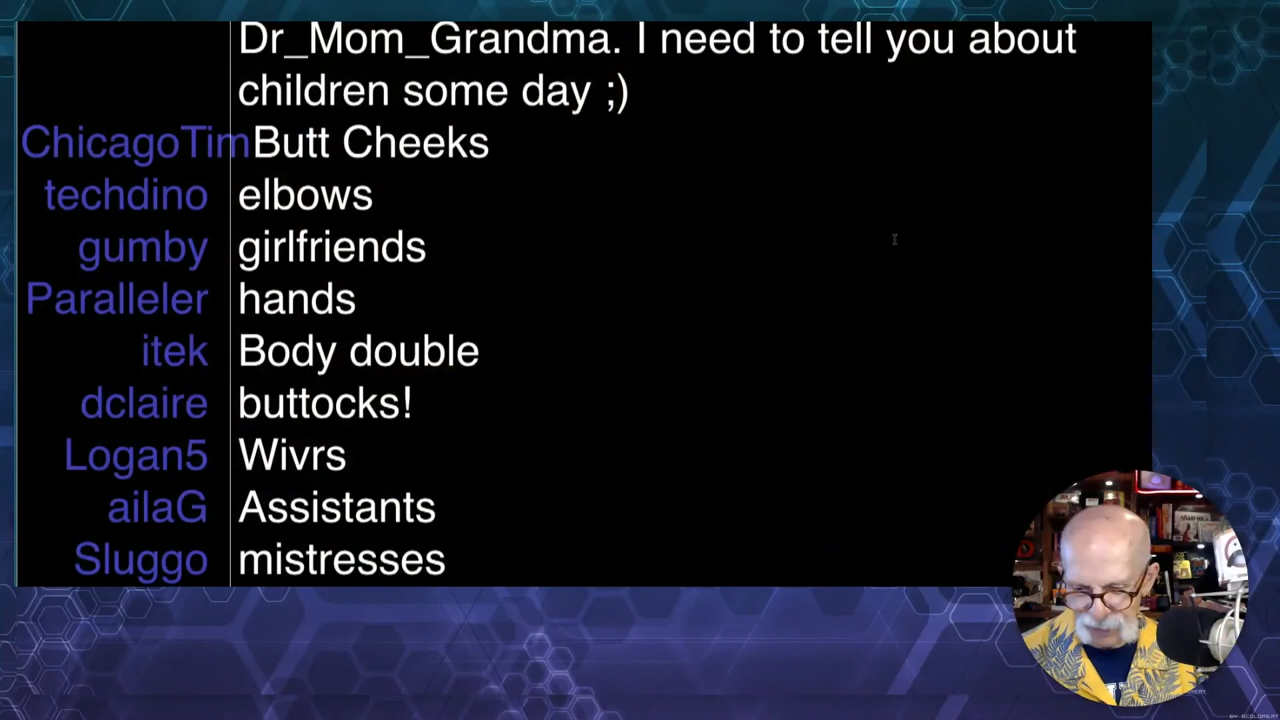 Dr_Mom_Grandma. I need to tell you about
children some day ;)
ChicagoTim Butt Cheeks
techdino elbows
gumby girlfriends
Paralleler hands
itek Body double
dclaire buttocks!
Logan5 Wivrs
ailaG Assistants
Sluggo mistresses